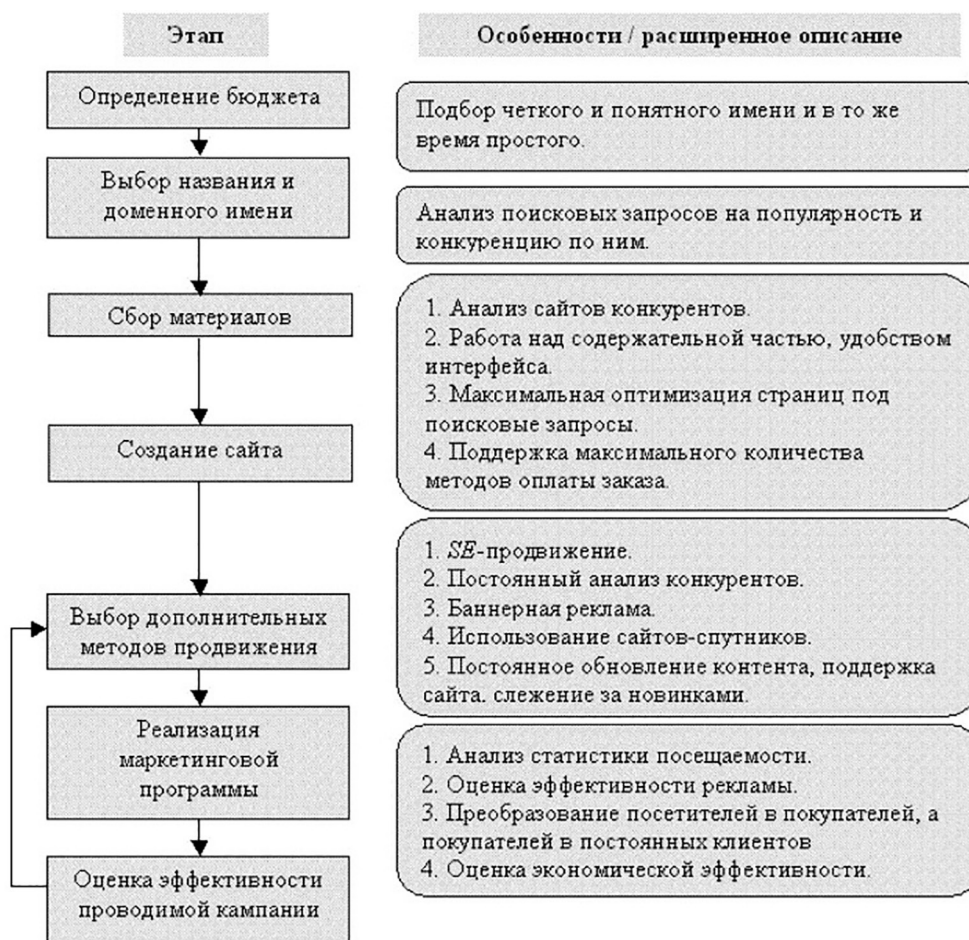 Этап
Определение бюджета
Выбор названия и
доменного имени
Сбор материалов
Создание сайта
Выбор дополнительных
методов продвижения
Реализация
маркетинговой
программы
Оценка эффективности
проводимой кампании
Особенности / расширенное описание
Подбор четкого и понятного имени и в то же
время простого.
Анализ поисковых запросов на популярность и
конкуренцию по ним.
1. Анализ сайтов конкурентов.
2. Работа над содержательной частью, удобством
интерфейса.
3. Максимальная оптимизация страниц под
поисковые запросы.
4. Поддержка максимального количества
методов оплаты заказа.
1. SE-продвижение.
2. Постоянный анализ конкурентов.
3. Баннерная реклама.
4. Использование сайтов-спутников.
5. Постоянное обновление контента, поддержка
сайта. слежение за новинками.
1. Анализ статистики посещаемости.
2. Оценка эффективности рекламы.
3. Преобразование посетителей в покупателей, а
покупателей в постоянных клиентов
4. Оценка экономической эффективности.